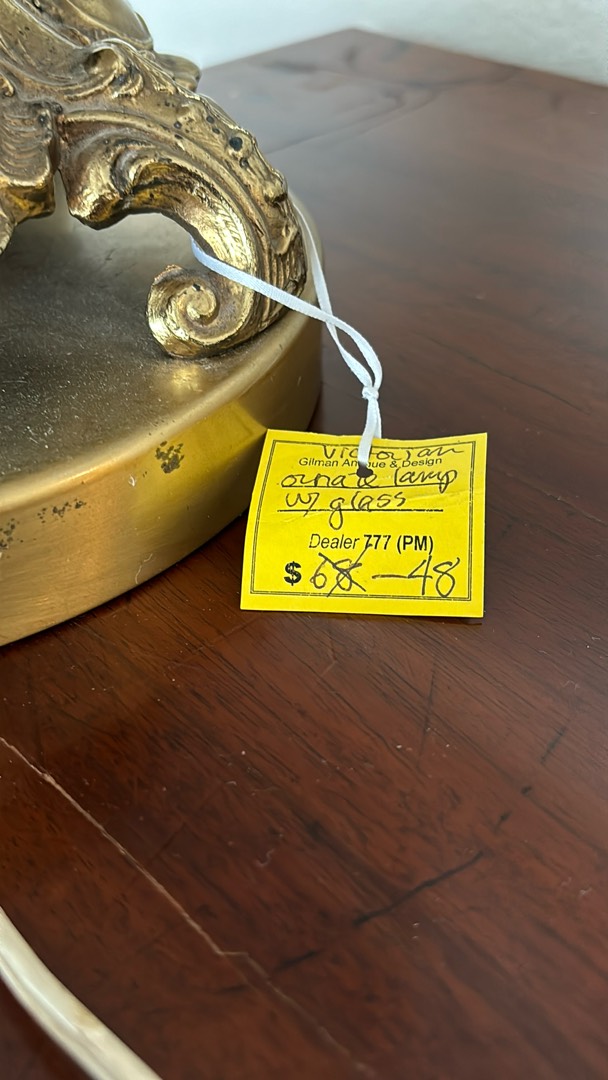 Victorian
Gilman Antique & Design
ornate lamp
w/ glass
Dealer 777 (PM)
$ 68 - 48